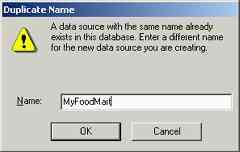 Duplicate Name
A data source with the same name already
exists in this database. Enter a different name
for the new data source you are creating.
Name: MyFoodMart
OK Cancel